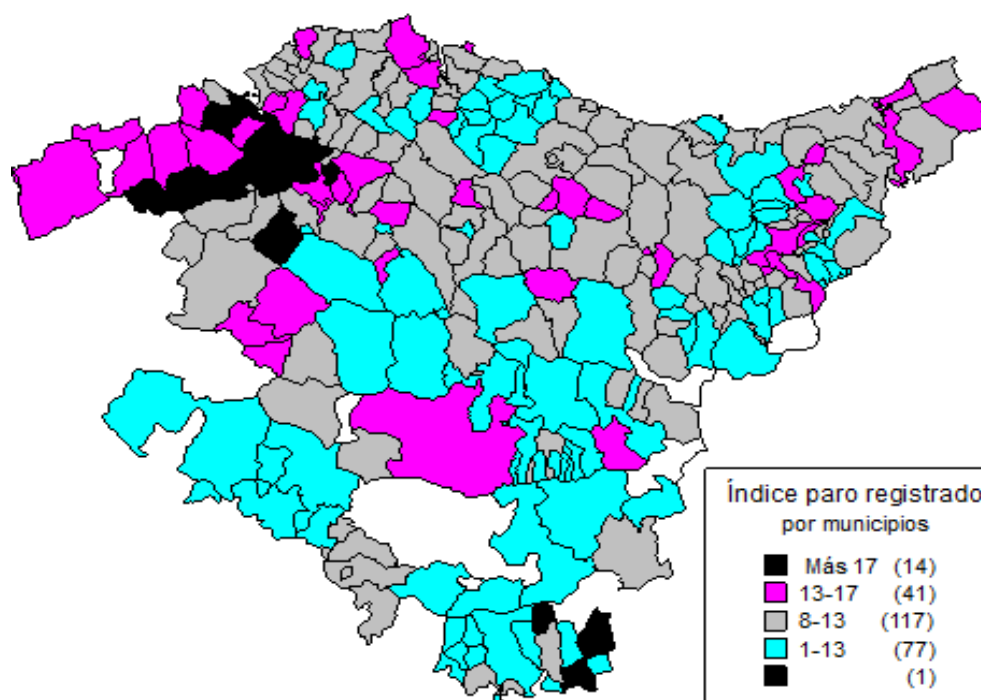 Índice paro registrado
por municipios
Más 17 (14)
13-17 (41)
8-13 (117)
1-13 (77)
(1)